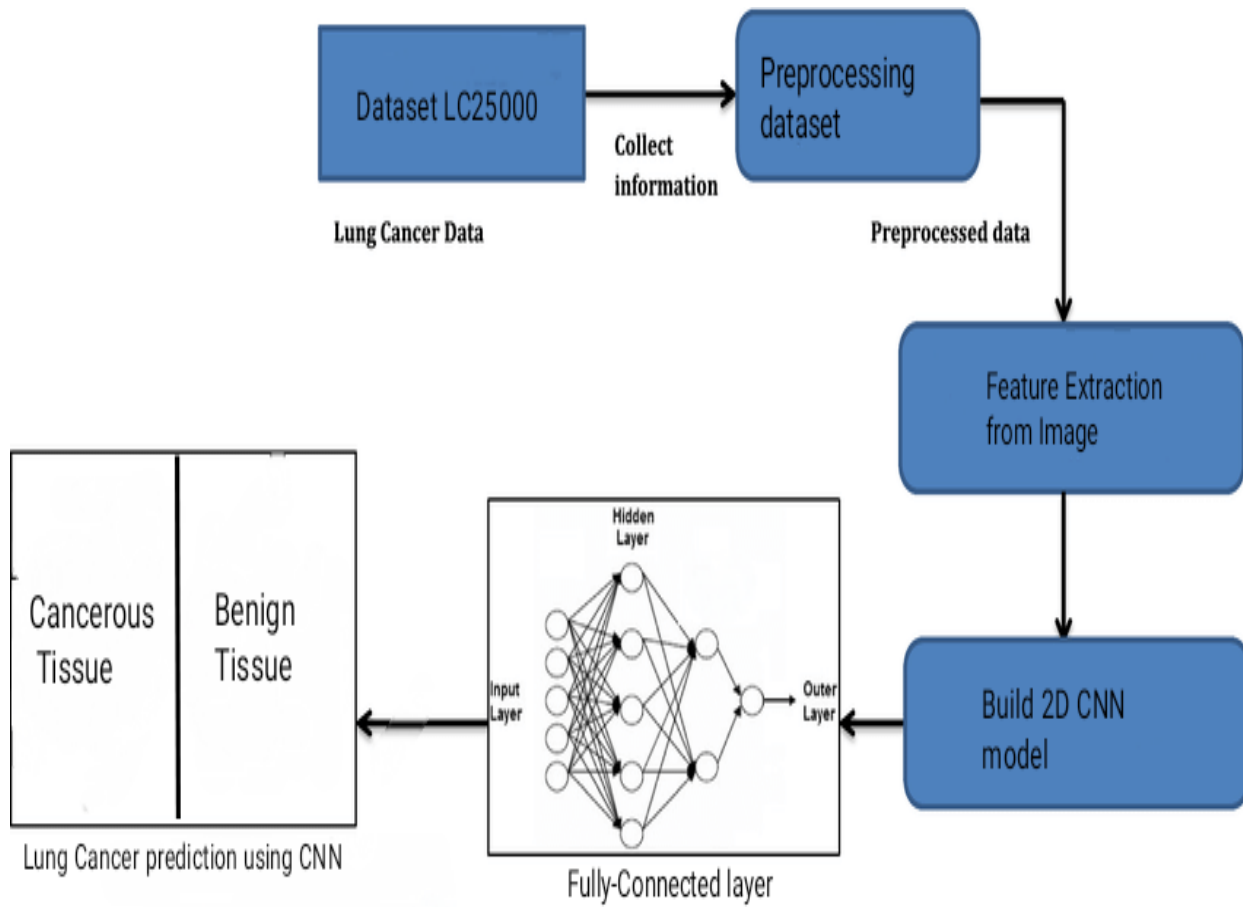 Dataset LC25000
Preprocessing
dataset
Collect
information
Lung Cancer Data
Preprocessed data
Feature Extraction
from Image
Build 2D CNN
model
Hidden
Layer
Input
Layer
Outer
Layer
Fully-Connected layer
Cancerous
Tissue
Benign
Tissue
Lung Cancer prediction using CNN